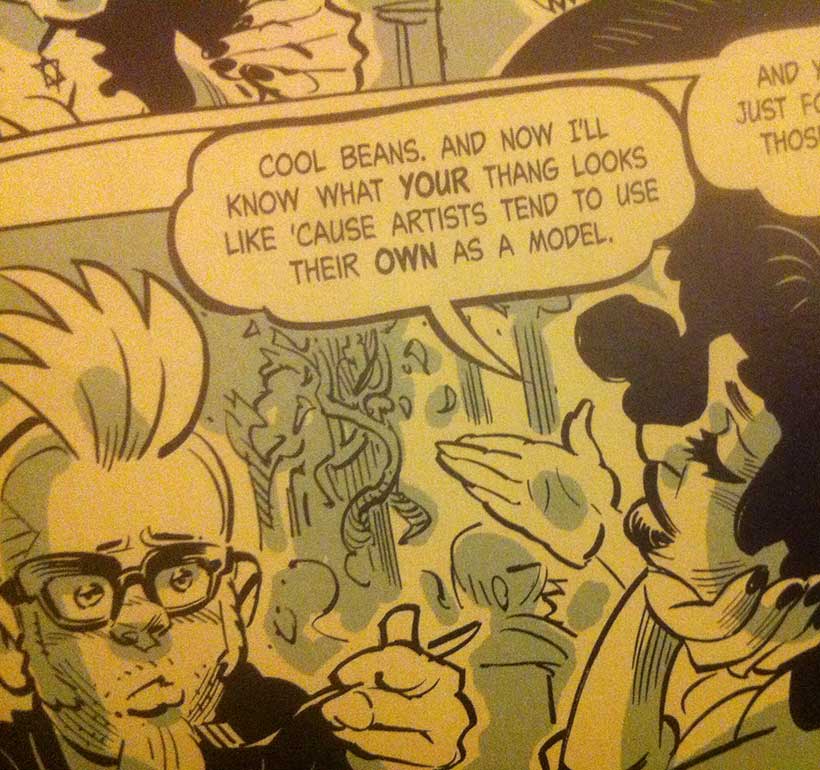 COOL BEANS. AND NOW I'LL
KNOW WHAT YOUR THANG LOOKS
LIKE 'CAUSE ARTISTS TEND TO USE
THEIR OWN AS A MODEL.
AND
JUST